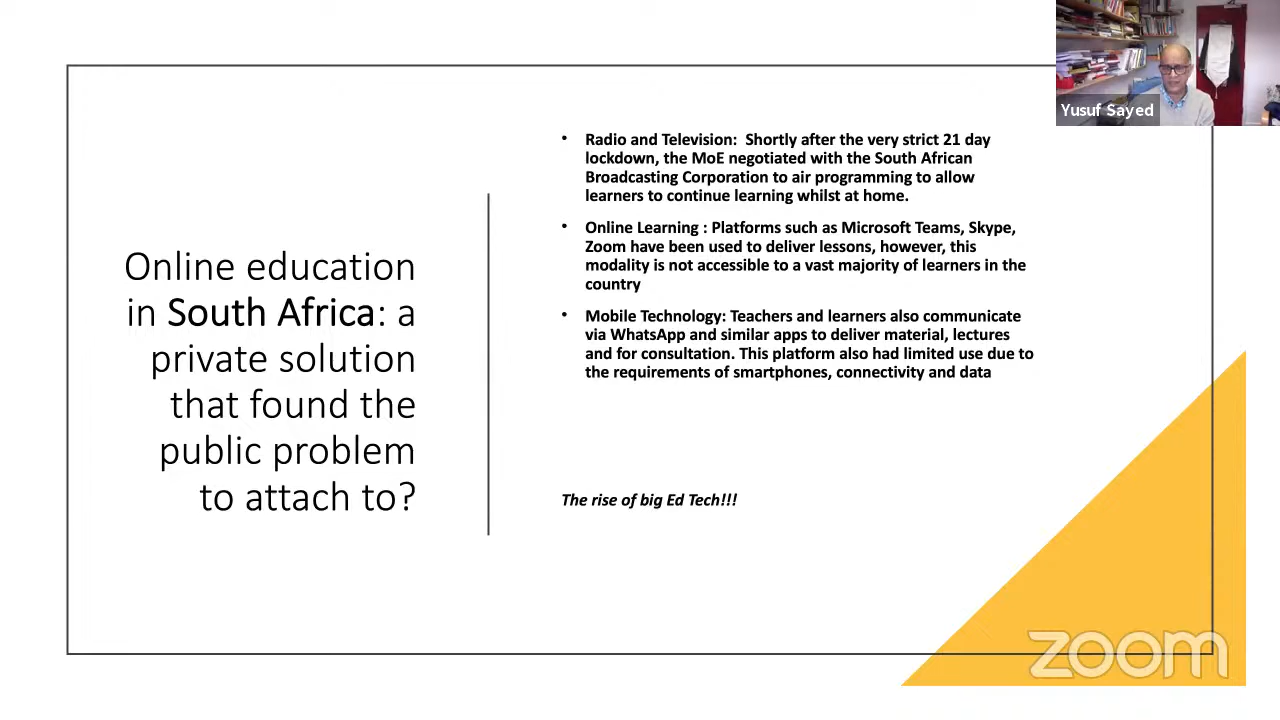 Yusuf Sayed
Online education
in South Africa: a
private solution
that found the
public problem
to attach to?
• Radio and Television:  Shortly after the very strict 21 day
lockdown, the MoE negotiated with the South African
Broadcasting Corporation to air programming to allow
learners to continue learning whilst at home.
• Online Learning : Platforms such as Microsoft Teams, Skype,
Zoom have been used to deliver lessons, however, this
modality is not accessible to a vast majority of learners in the
country
• Mobile Technology: Teachers and learners also communicate
via WhatsApp and similar apps to deliver material, lectures
and for consultation. This platform also had limited use due to
the requirements of smartphones, connectivity and data
The rise of big Ed Tech!!!
zoom